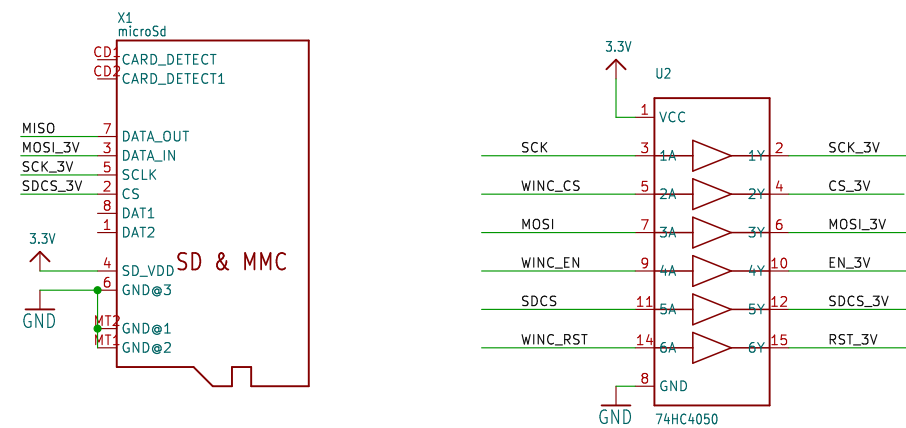 X1
microSd
CD1 CARD_DETECT
CD2 CARD_DETECT1
MISO 7 DATA_OUT
MOSI_3V 3 DATA_IN
SCK_3V 5 SCLK
SDCS_3V 2 CS
8 DAT1
1 DAT2
3.3V
SD & MMC
4 SD_VDD
6 GND@3
GND
MT2 GND@1
MT1 GND@2
3.3V
U2
1 VCC
SCK 3 1A 1Y 2 SCK_3V
WINC_CS 5 2A 2Y 4 CS_3V
MOSI 7 3A 3Y 6 MOSI_3V
WINC_EN 9 4A 4Y 10 EN_3V
SDCS 11 5A 5Y 12 SDCS_3V
WINC_RST 14 6A 6Y 15 RST_3V
8 GND
GND
74HC4050